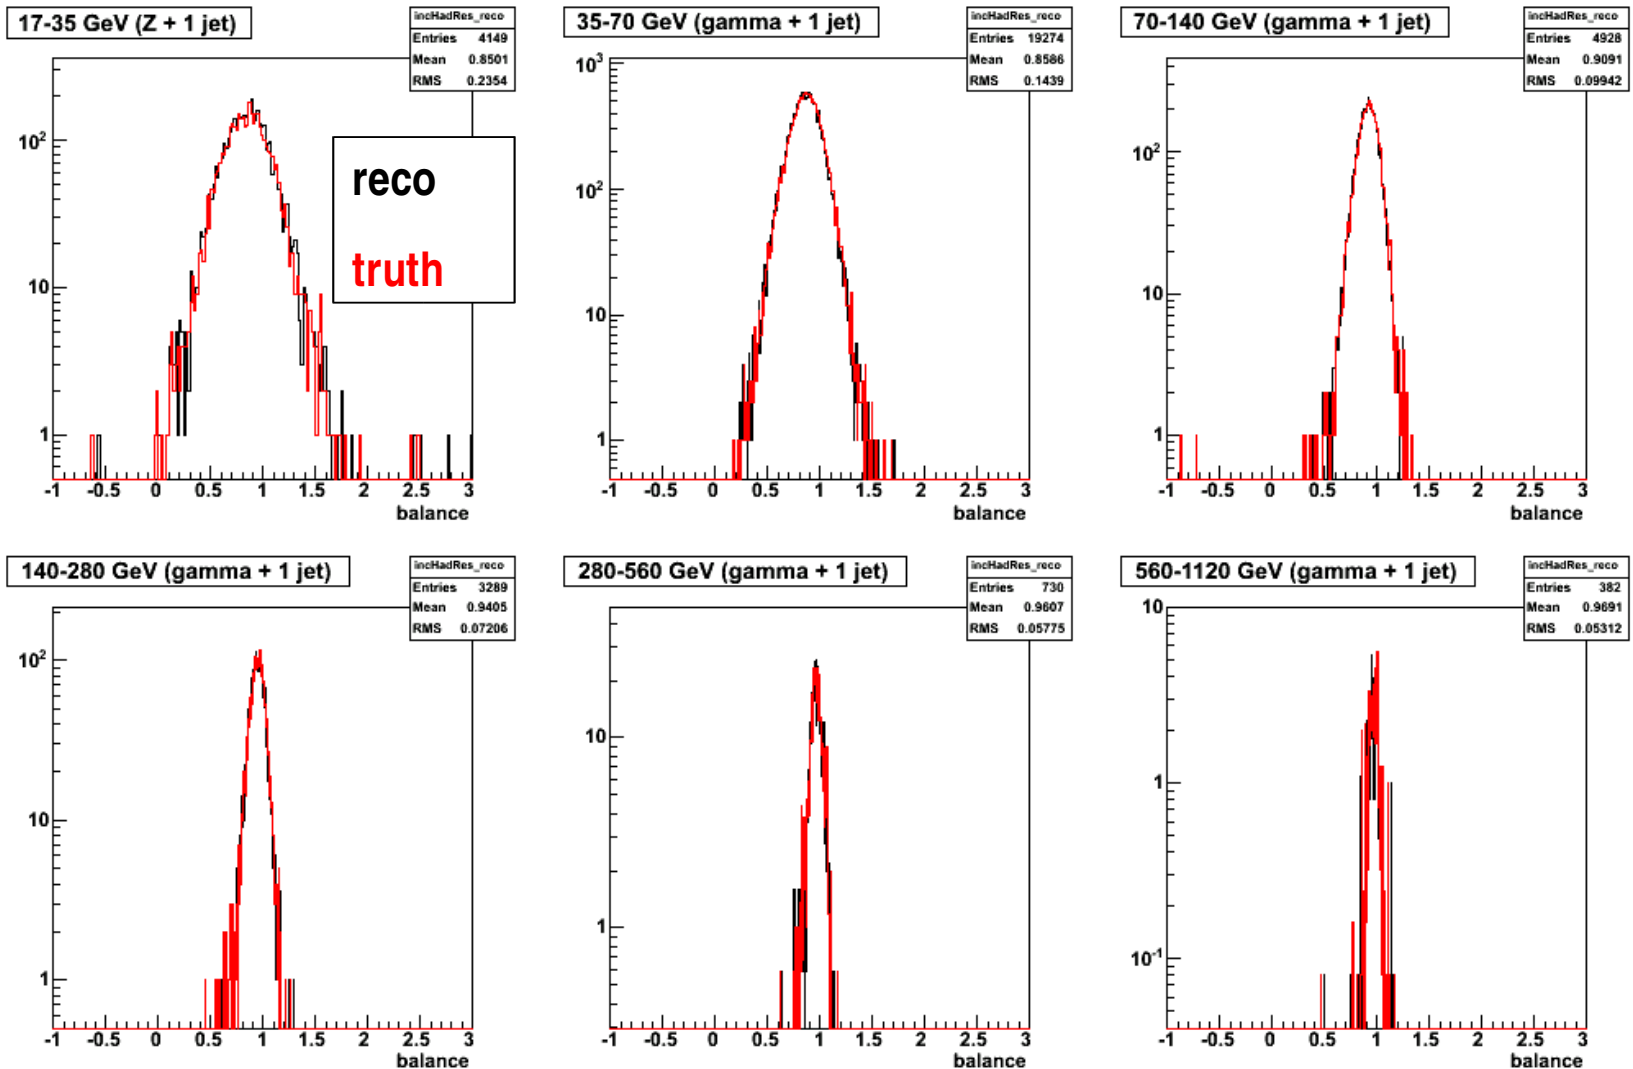 17-35 GeV (Z + 1 jet)
incHadRes_reco
Entries 4149
Mean 0.8501
RMS 0.2354
10²
10
1
-1 -0.5 0 0.5 1 1.5 2 2.5 3
balance
reco
truth
35-70 GeV (gamma + 1 jet)
incHadRes_reco
Entries 19274
Mean 0.8586
RMS 0.1439
10³
10²
10
1
-1 -0.5 0 0.5 1 1.5 2 2.5 3
balance
70-140 GeV (gamma + 1 jet)
incHadRes_reco
Entries 4928
Mean 0.9091
RMS 0.09942
10²
10
1
-1 -0.5 0 0.5 1 1.5 2 2.5 3
balance
140-280 GeV (gamma + 1 jet)
incHadRes_reco
Entries 3289
Mean 0.9405
RMS 0.07206
10²
10
1
-1 -0.5 0 0.5 1 1.5 2 2.5 3
balance
280-560 GeV (gamma + 1 jet)
incHadRes_reco
Entries 730
Mean 0.9607
RMS 0.05775
10
1
-1 -0.5 0 0.5 1 1.5 2 2.5 3
balance
560-1120 GeV (gamma + 1 jet)
incHadRes_reco
Entries 382
Mean 0.9691
RMS 0.05312
10
1
10⁻¹
-1 -0.5 0 0.5 1 1.5 2 2.5 3
balance